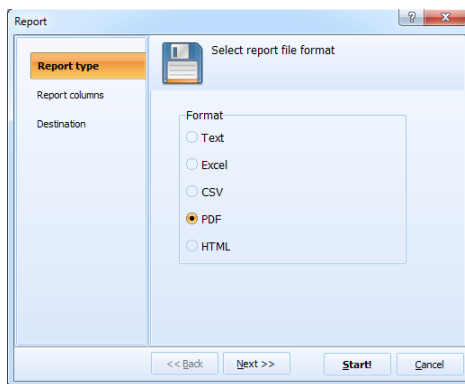 Report
Report type
Report columns
Destination
Select report file format
Format
Text
Excel
CSV
PDF
HTML
<< Back
Next >>
Start!
Cancel